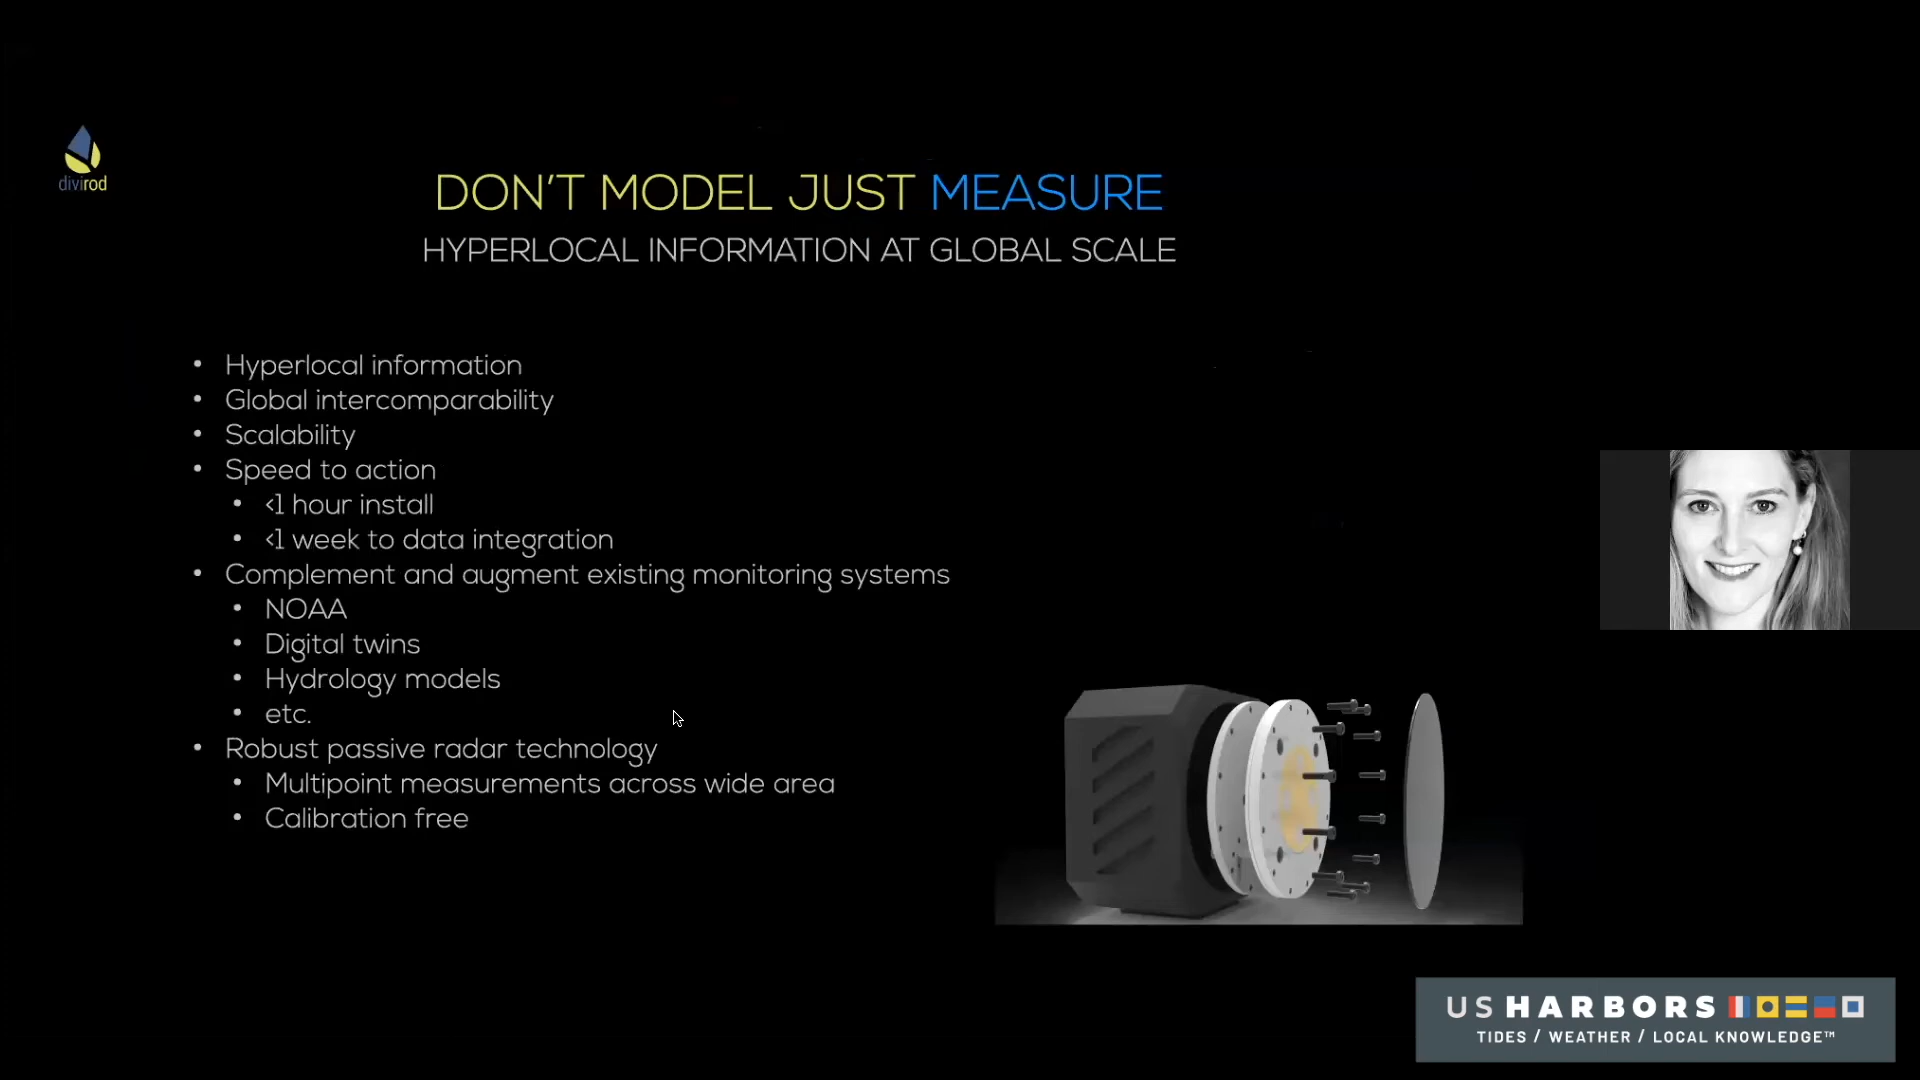 divirod
DON'T MODEL JUST MEASURE
HYPERLOCAL INFORMATION AT GLOBAL SCALE
• Hyperlocal information
• Global intercomparability
• Scalability
• Speed to action
• <1 hour install
• <1 week to data integration
• Complement and augment existing monitoring systems
• NOAA
• Digital twins
• Hydrology models
• etc.
• Robust passive radar technology
• Multipoint measurements across wide area
• Calibration free
US HARBORS
TIDES / WEATHER / LOCAL KNOWLEDGE™